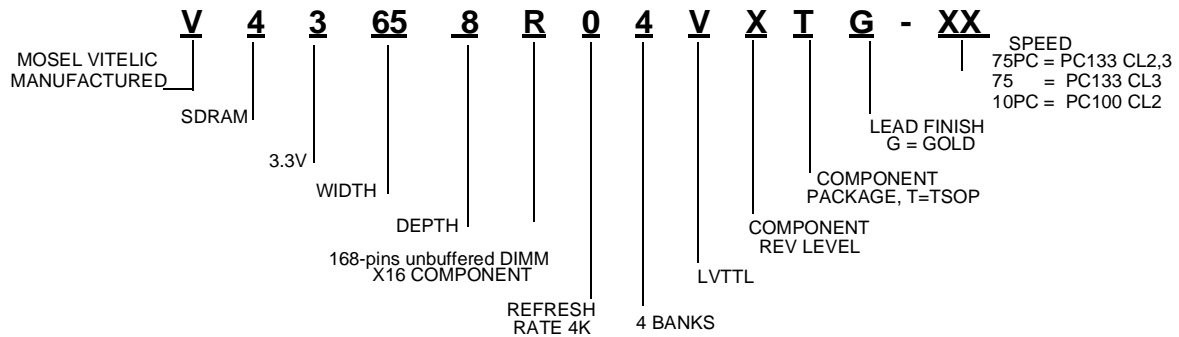 V 4 3 65 8 R 0 4 V X T G - XX
MOSEL VITELIC
MANUFACTURED
SDRAM
3.3V
WIDTH
DEPTH
168-pins unbuffered DIMM
X16 COMPONENT
REFRESH
RATE 4K
4 BANKS
LVTTL
COMPONENT
REV LEVEL
COMPONENT
PACKAGE, T=TSOP
LEAD FINISH
G = GOLD
SPEED
75PC = PC133 CL2,3
75 = PC133 CL3
10PC = PC100 CL2